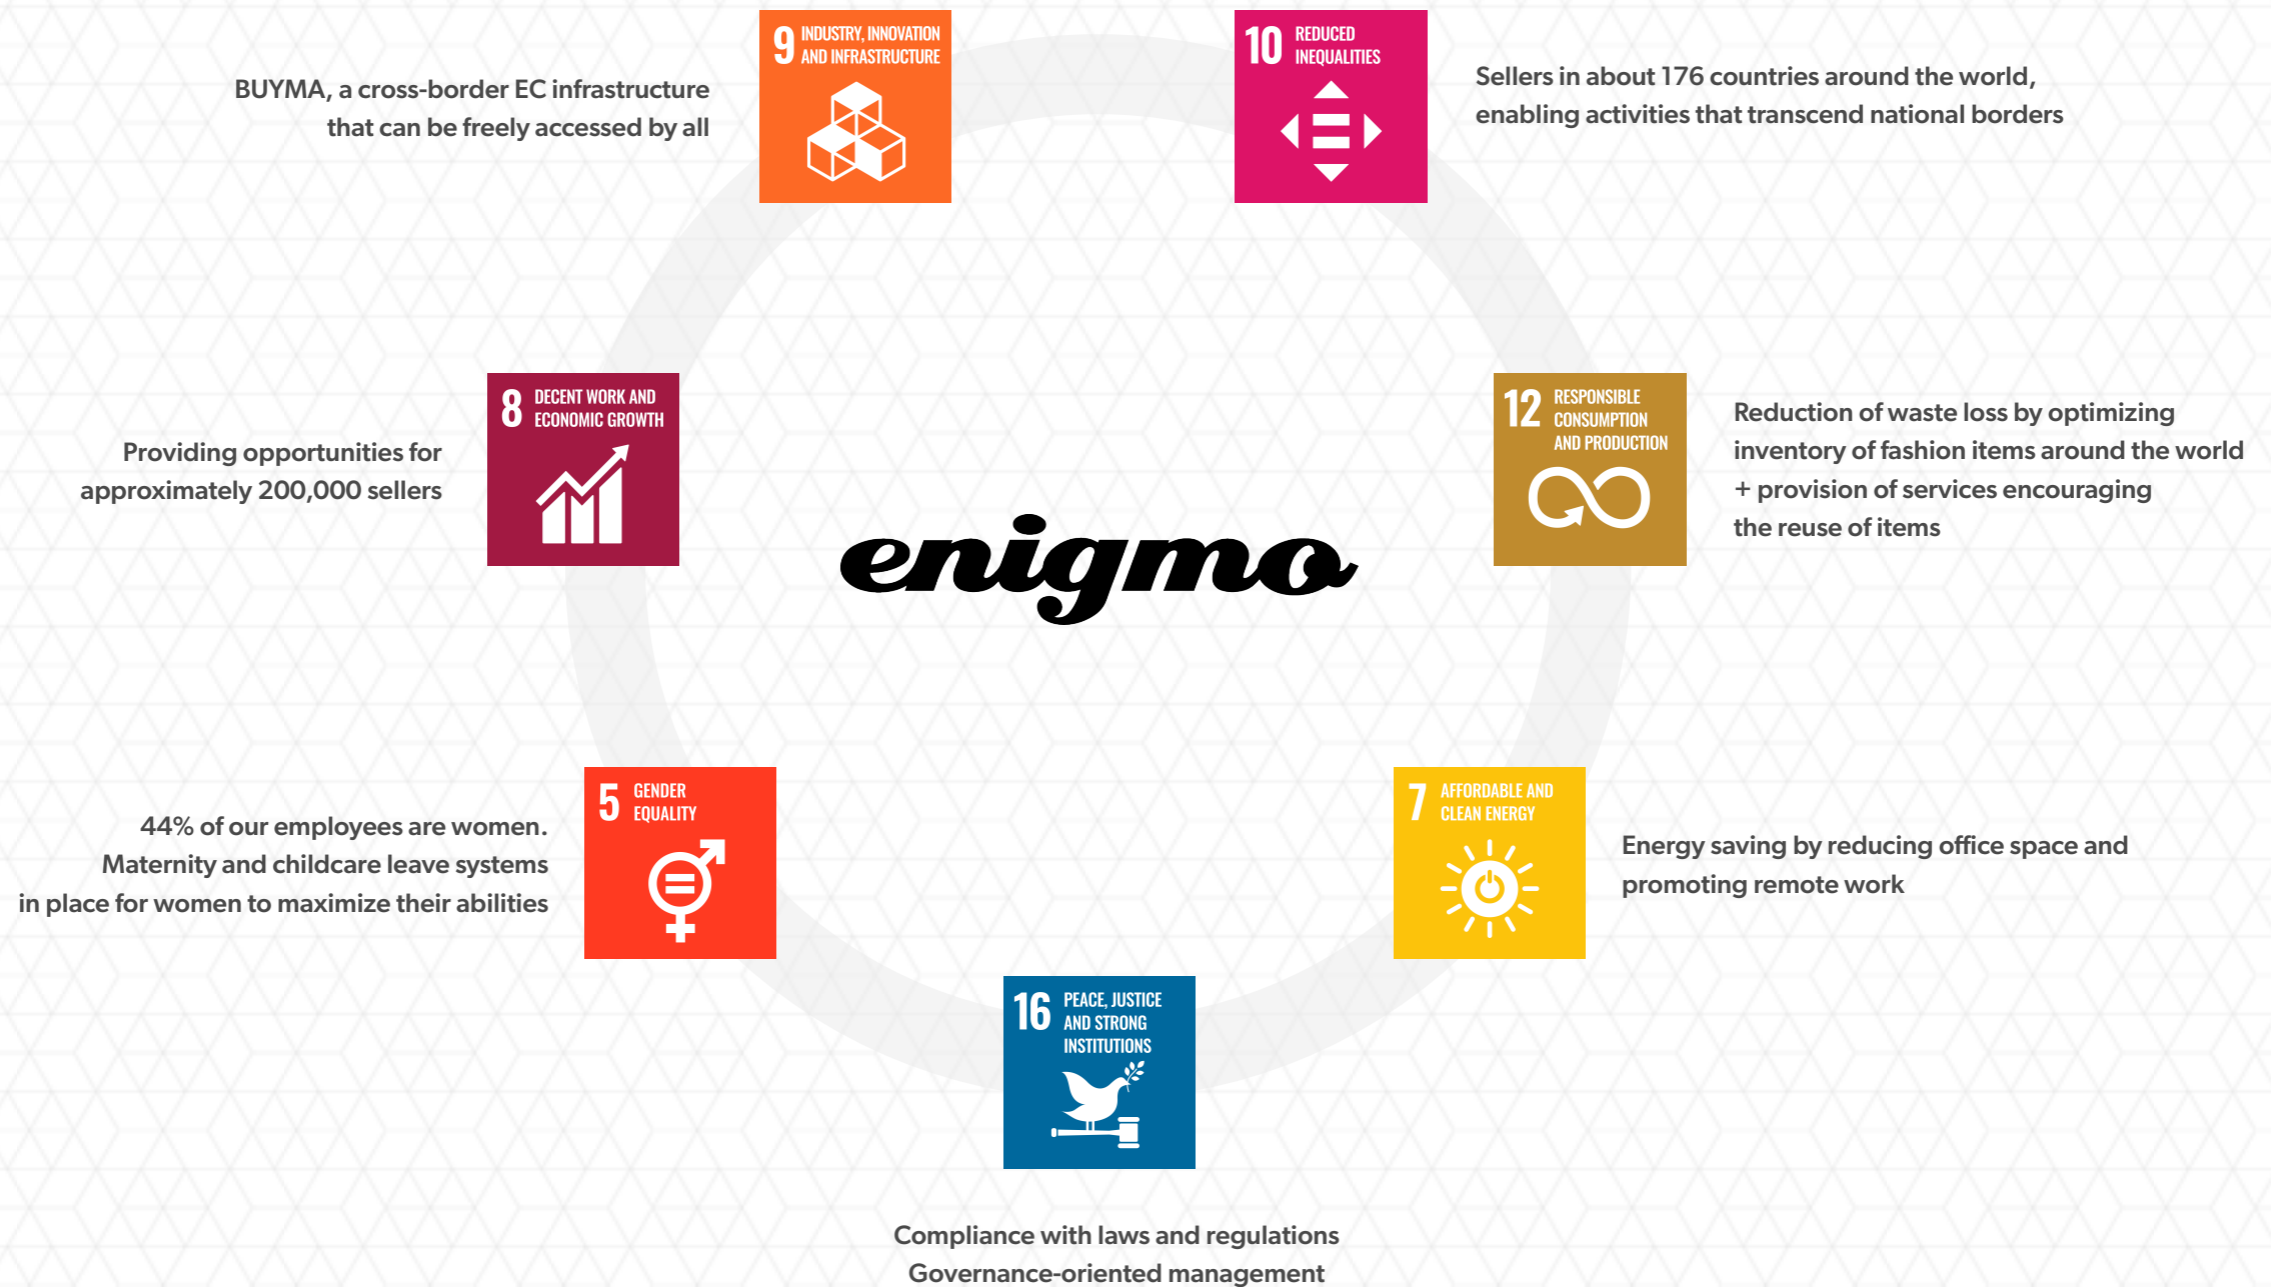 9 INDUSTRY, INNOVATION
AND INFRASTRUCTURE
BUYMA, a cross-border EC infrastructure
that can be freely accessed by all
10 REDUCED
INEQUALITIES
Sellers in about 176 countries around the world,
enabling activities that transcend national borders
8 DECENT WORK AND
ECONOMIC GROWTH
Providing opportunities for
approximately 200,000 sellers
12 RESPONSIBLE
CONSUMPTION
AND PRODUCTION
Reduction of waste loss by optimizing
inventory of fashion items around the world
+ provision of services encouraging
the reuse of items
enigmo
5 GENDER
EQUALITY
44% of our employees are women.
Maternity and childcare leave systems
in place for women to maximize their abilities
7 AFFORDABLE AND
CLEAN ENERGY
Energy saving by reducing office space and
promoting remote work
16 PEACE, JUSTICE
AND STRONG
INSTITUTIONS
Compliance with laws and regulations
Governance-oriented management